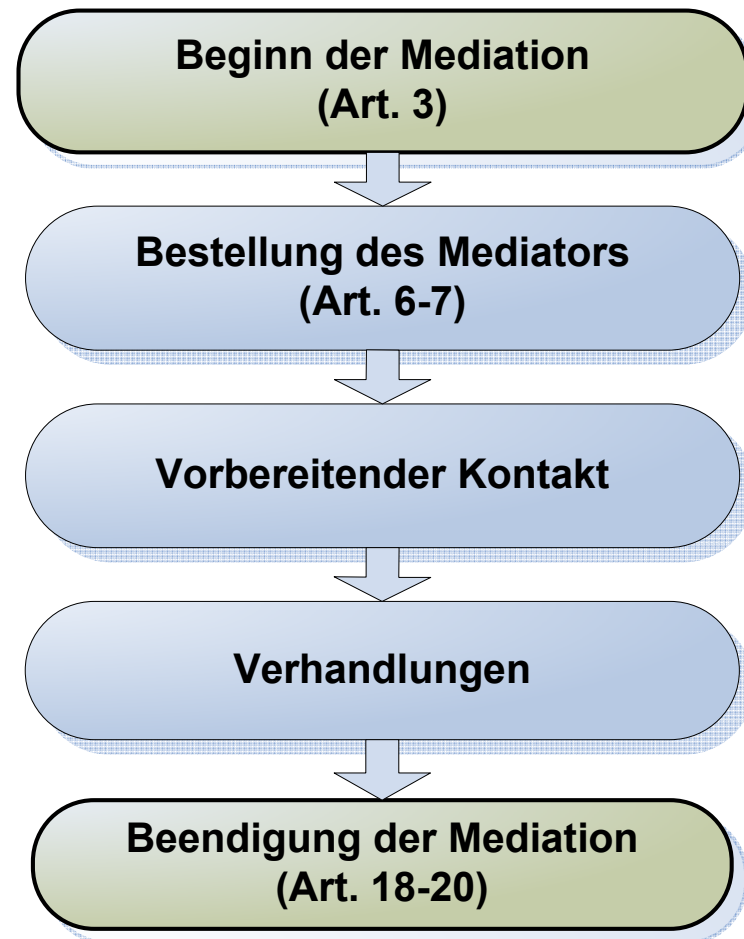 Beginn der Mediation
(Art. 3)
Bestellung des Mediators
(Art. 6-7)
Vorbereitender Kontakt
Verhandlungen
Beendigung der Mediation
(Art. 18-20)